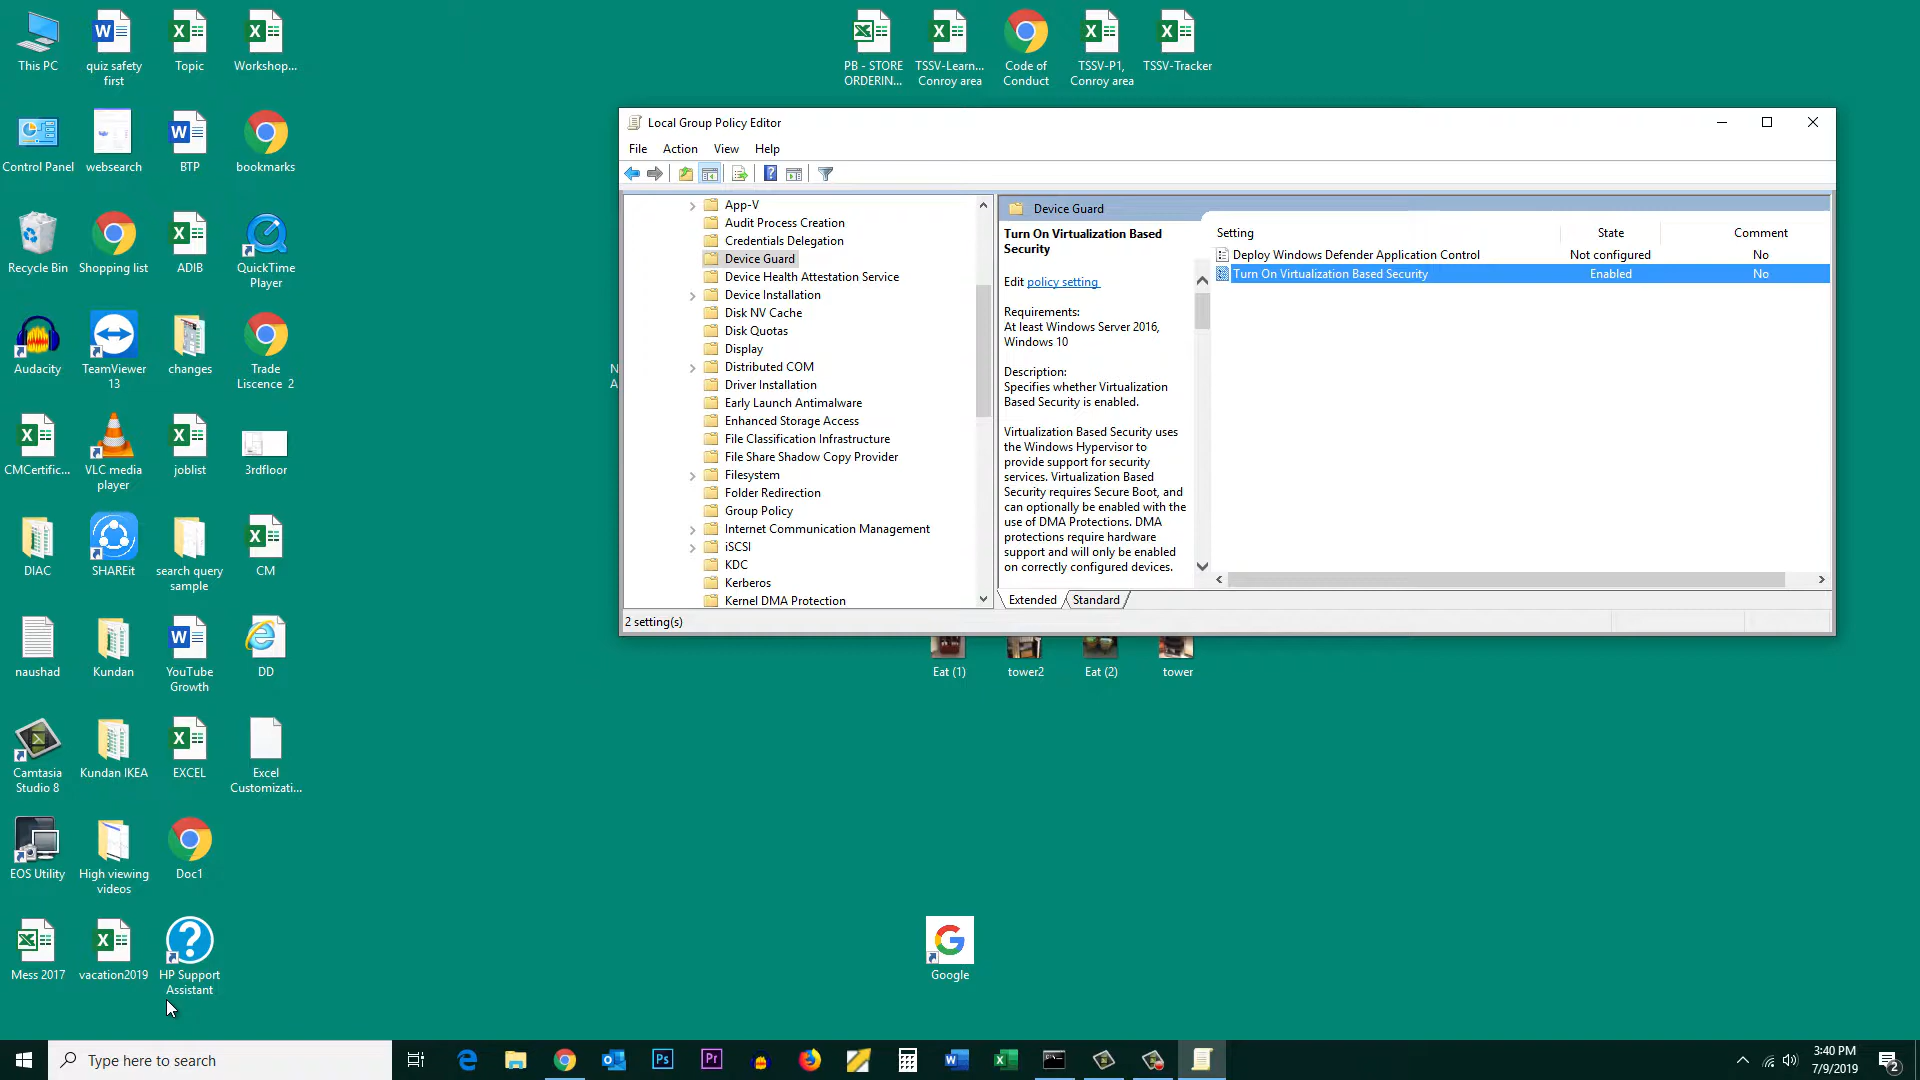 This PC
quiz safety
first
Topic
Workshop...
PB - STORE
ORDERIN...
TSSV-Learn...
Conroy area
Code of
Conduct
TSSV-P1,
Conroy area
TSSV-Tracker
Control Panel
websearch
BTP
bookmarks
Recycle Bin
Shopping list
ADIB
QuickTime
Player
Audacity
TeamViewer
13
changes
Trade
Liscence 2
CMCertific...
VLC media
player
joblist
3rdfloor
DIAC
SHAREit
search query
sample
CM
naushad
Kundan
YouTube
Growth
DD
Camtasia
Studio 8
Kundan IKEA
EXCEL
Excel
Customizati...
EOS Utility
High viewing
videos
Doc1
Mess 2017
vacation2019
HP Support
Assistant
N
A
Local Group Policy Editor
File Action View Help
App-V
Audit Process Creation
Credentials Delegation
Device Guard
Device Health Attestation Service
Device Installation
Disk NV Cache
Disk Quotas
Display
Distributed COM
Driver Installation
Early Launch Antimalware
Enhanced Storage Access
File Classification Infrastructure
File Share Shadow Copy Provider
Filesystem
Folder Redirection
Group Policy
Internet Communication Management
iSCSI
KDC
Kerberos
Kernel DMA Protection
Device Guard
Turn On Virtualization Based
Security
Edit policy setting
Requirements:
At least Windows Server 2016,
Windows 10
Description:
Specifies whether Virtualization
Based Security is enabled.
Virtualization Based Security uses
the Windows Hypervisor to
provide support for security
services. Virtualization Based
Security requires Secure Boot, and
can optionally be enabled with the
use of DMA Protections. DMA
protections require hardware
support and will only be enabled
on correctly configured devices.
Setting State Comment
Deploy Windows Defender Application Control Not configured No
Turn On Virtualization Based Security Enabled No
Extended Standard
2 setting(s)
Eat (1)
tower2
Eat (2)
tower
Google
Type here to search
Ps
Pr
3:40 PM
7/9/2019
2